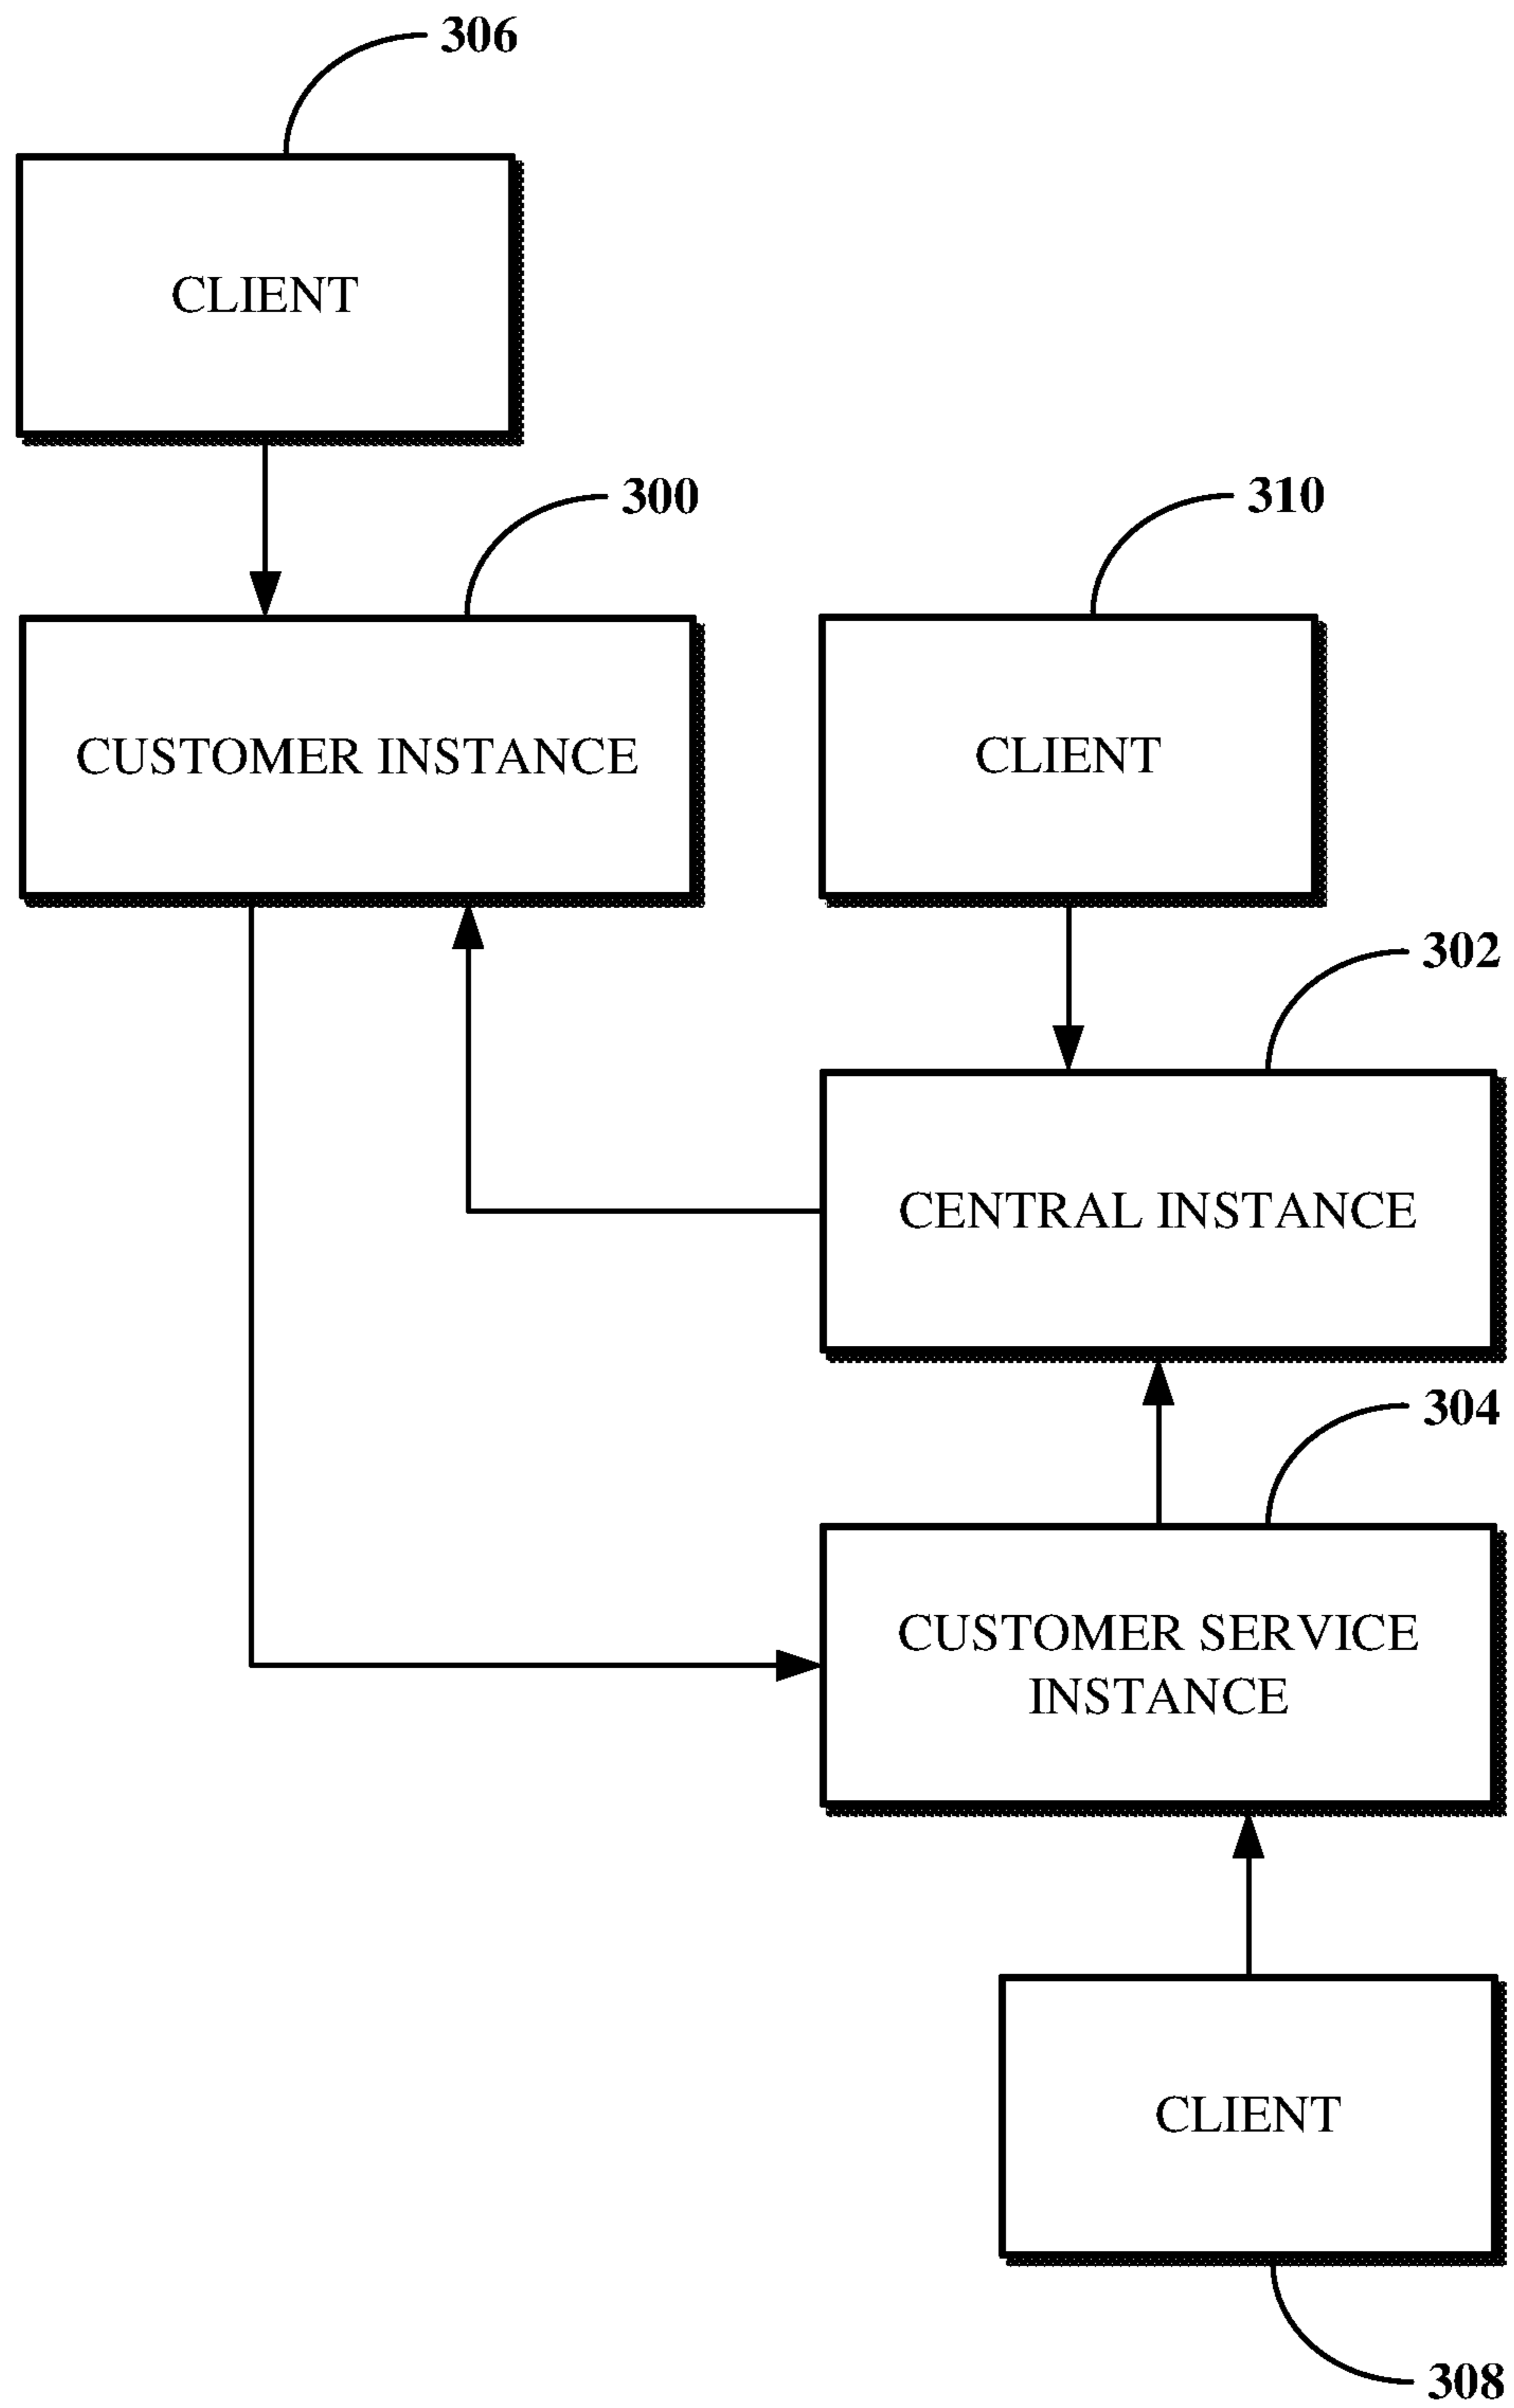 306
CLIENT
300
310
CUSTOMER INSTANCE
CLIENT
302
CENTRAL INSTANCE
304
CUSTOMER SERVICE
INSTANCE
CLIENT
308